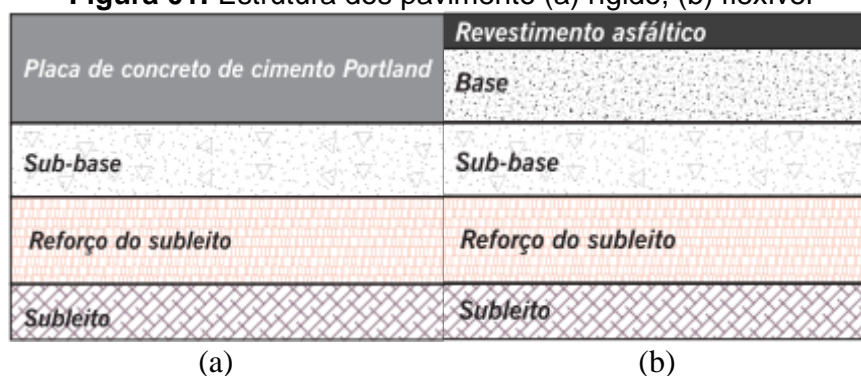 Figura 01: Estrutura dos pavimento (a) rígido; (b) flexível
Placa de concreto de cimento Portland
Revestimento asfáltico
Base
Sub-base
Sub-base
Reforço do subleito
Reforço do subleito
Subleito
Subleito
(a)
(b)